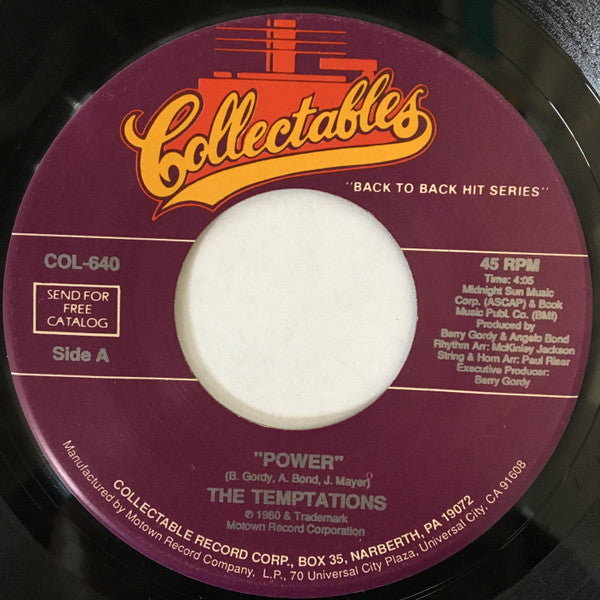 Collectables
"BACK TO BACK HIT SERIES"
COL-640
SEND FOR
FREE
CATALOG
Side A
45 RPM
Time: 4:05
Midnight Sun Music
Corp. (ASCAP) & Book
Music Publ. Co. (BMI)
Produced by
Berry Gordy & Angelo Bond
Rhythm Arr: McKinley Jackson
String & Horn Arr: Paul Riser
Executive Producer:
Berry Gordy
"POWER"
(B. Gordy, A. Bond, J. Mayer)
THE TEMPTATIONS
℗ 1980 & Trademark
Motown Record Corporation
COLLECTABLE RECORD CORP., BOX 35, NARBERTH, PA 19072
Manufactured by Motown Record Company, L.P., 70 Universal City Plaza, Universal City, CA 91608